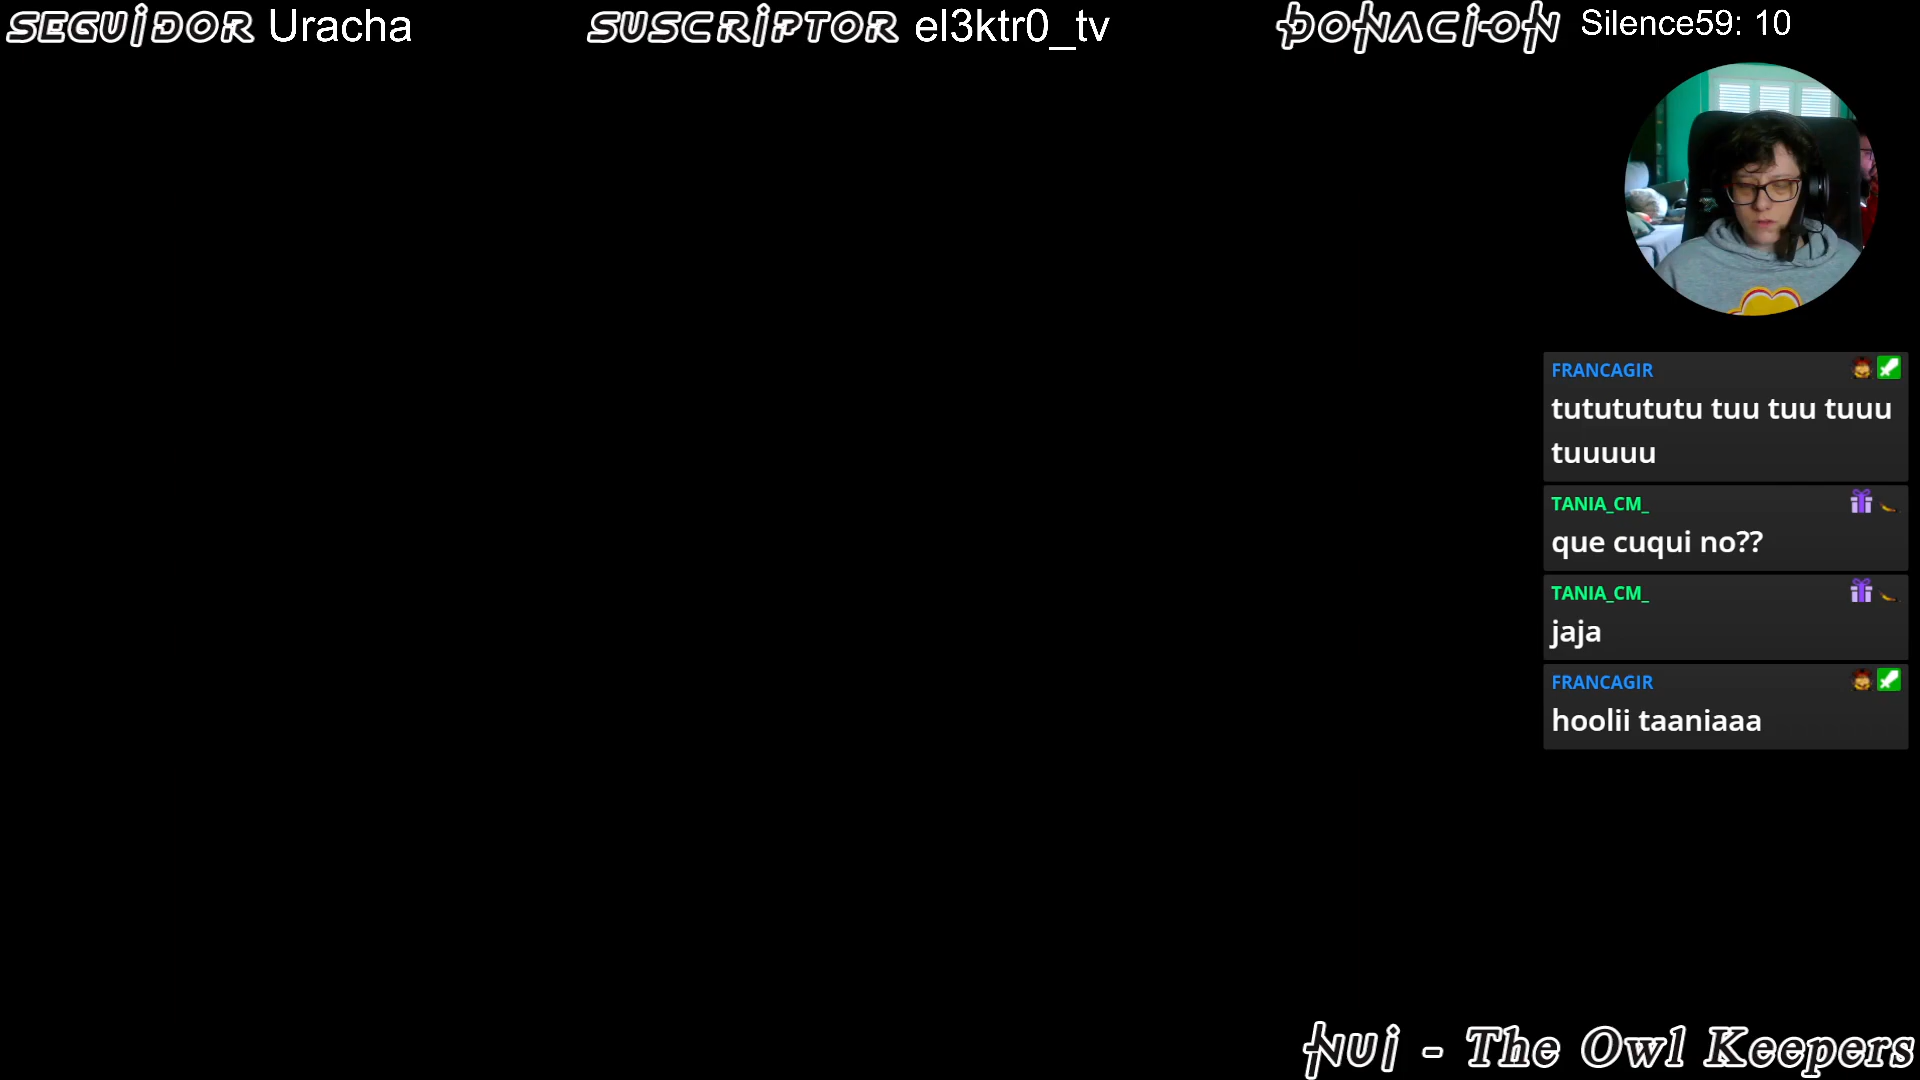 SEGUIDOR Uracha
SUSCRIPTOR el3ktr0_tv
DONACION Silence59: 10
FRANCAGIR
tututututu tuu tuu tuuu
tuuuuu
TANIA_CM_
que cuqui no??
TANIA_CM_
jaja
FRANCAGIR
hoolii taaniaaa
Nui - The Owl Keepers